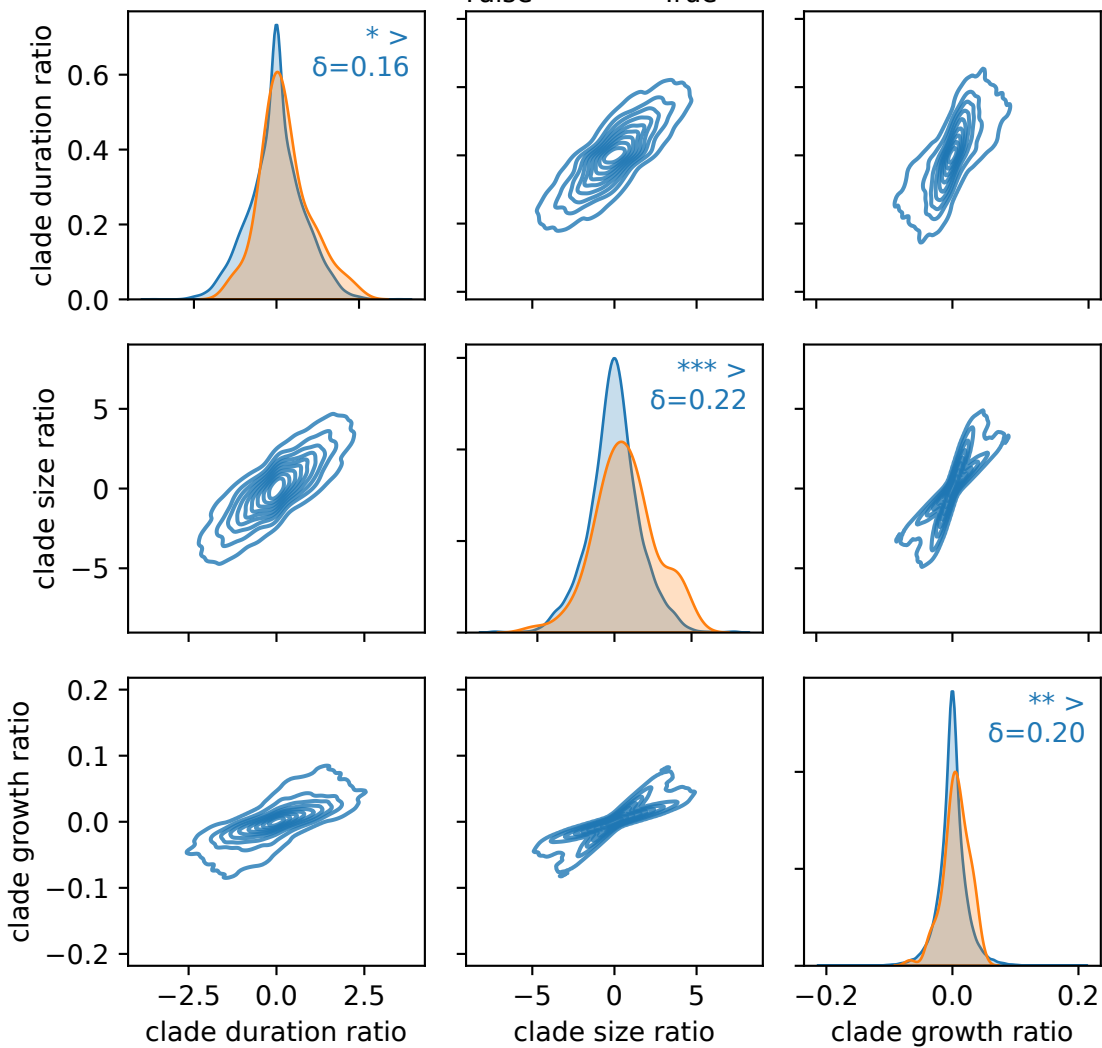 clade duration ratio
0.6
0.4
0.2
0.0
* >
δ=0.16
clade size ratio
5
0
−5
*** >
δ=0.22
clade growth ratio
0.2
0.1
0.0
−0.1
−0.2
** >
δ=0.20
−2.5 0.0 2.5
−5 0 5
−0.2 0.0 0.2
clade duration ratio
clade size ratio
clade growth ratio